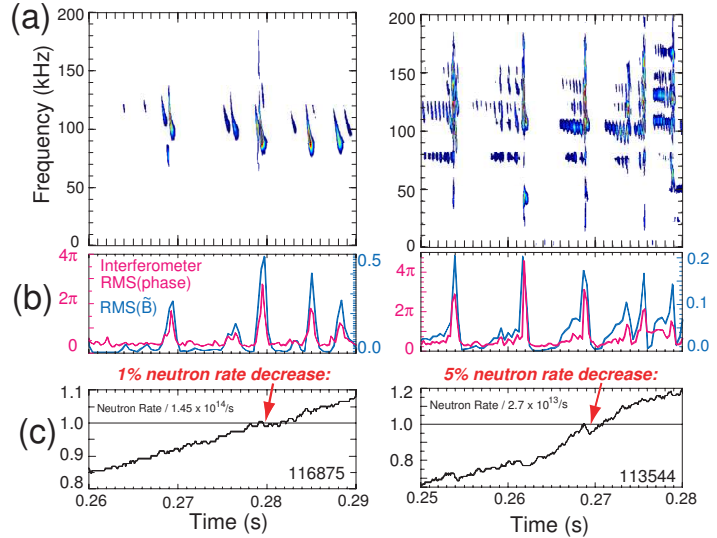 (a)
Frequency (kHz)
200
150
100
50
0
200
150
100
50
0
(b)
4π
2π
0
Interferometer
RMS(phase)
RMS(B̃)
0.5
0.0
4π
2π
0
0.2
0.1
0.0
1% neutron rate decrease:
5% neutron rate decrease:
(c)
1.1
1.0
0.9
0.8
Neutron Rate / 1.45 x 10¹⁴/s
116875
1.2
1.0
0.8
Neutron Rate / 2.7 x 10¹³/s
113544
0.26 0.27 0.28 0.29
0.25 0.26 0.27 0.28
Time (s)
Time (s)